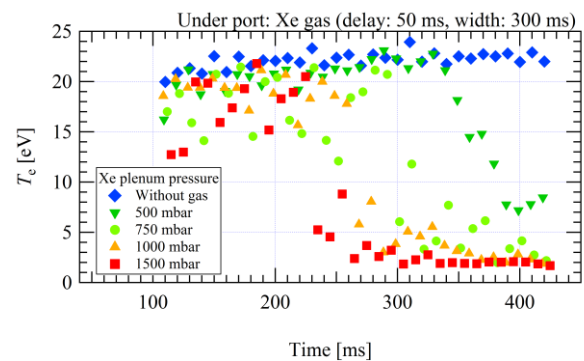 Under port: Xe gas (delay: 50 ms, width: 300 ms)
25
20
15
10
5
0
Te [eV]
Xe plenum pressure
Without gas
500 mbar
750 mbar
1000 mbar
1500 mbar
100
200
300
400
Time [ms]